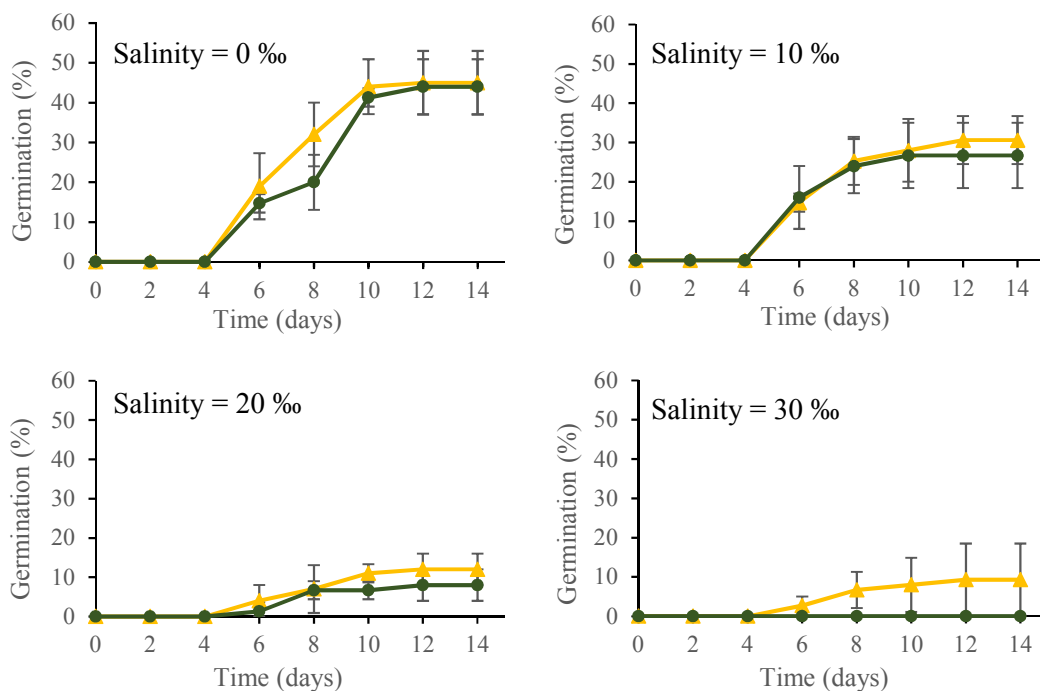 Salinity = 0 ‰
Germination (%)
60
50
40
30
20
10
0
0 2 4 6 8 10 12 14
Time (days)
Salinity = 10 ‰
Germination (%)
60
50
40
30
20
10
0
0 2 4 6 8 10 12 14
Time (days)
Salinity = 20 ‰
Germination (%)
60
50
40
30
20
10
0
0 2 4 6 8 10 12 14
Time (days)
Salinity = 30 ‰
Germination (%)
60
50
40
30
20
10
0
0 2 4 6 8 10 12 14
Time (days)